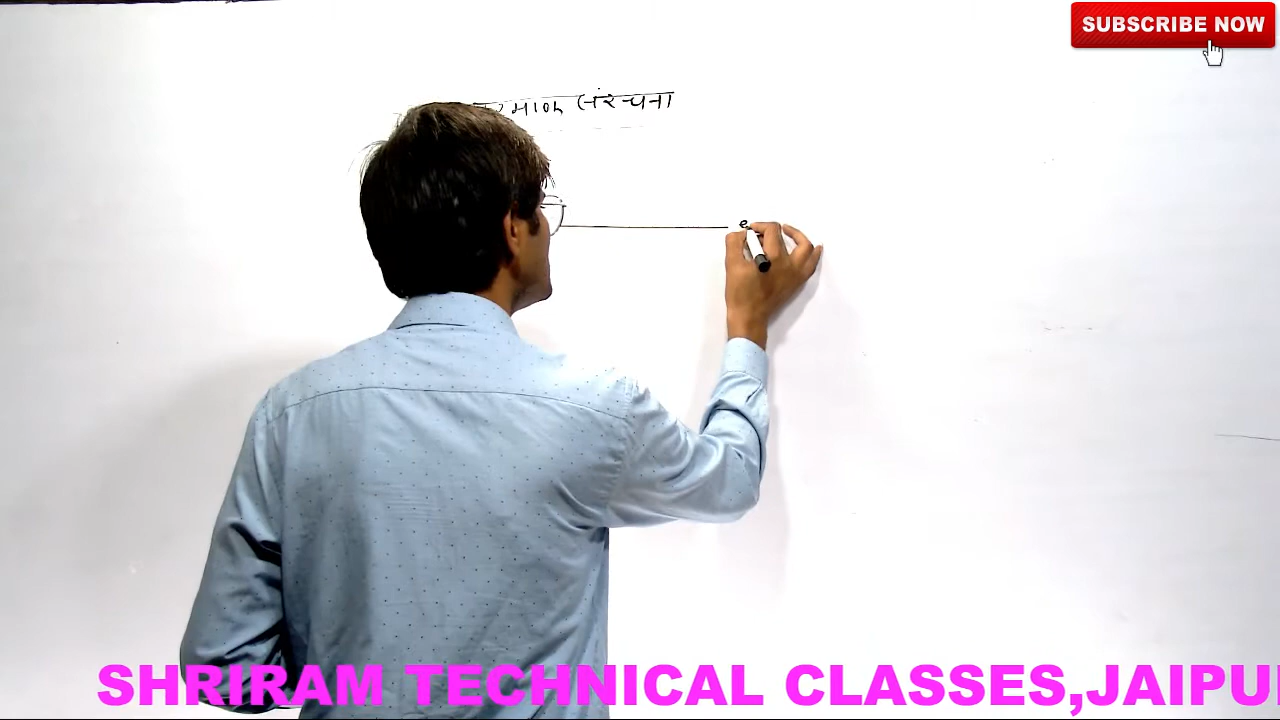 SUBSCRIBE NOW
संरचना
e
SHRIRAM TECHNICAL CLASSES,JAIPU